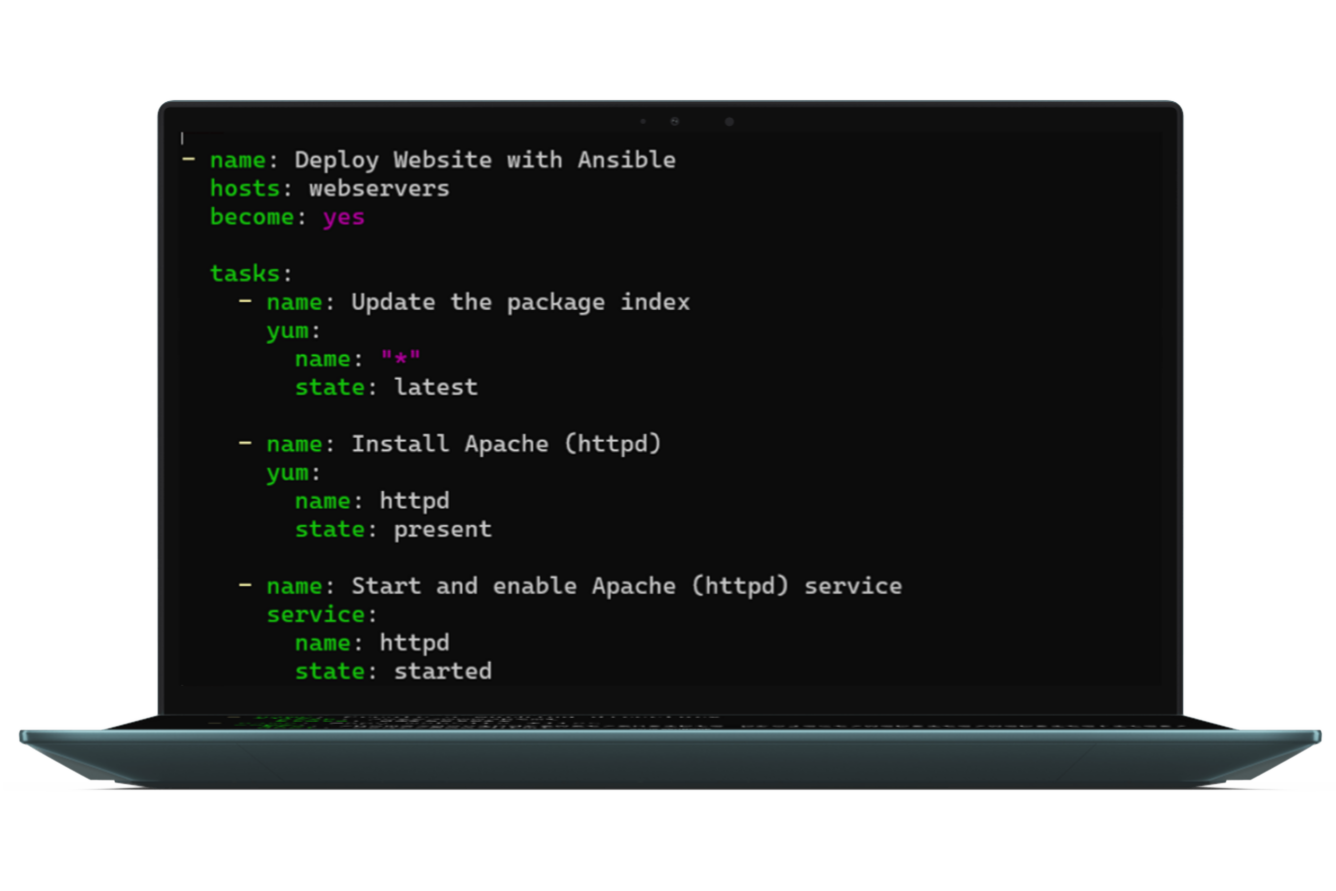 - name: Deploy Website with Ansible
  hosts: webservers
  become: yes

  tasks:
    - name: Update the package index
      yum:
        name: "*"
        state: latest

    - name: Install Apache (httpd)
      yum:
        name: httpd
        state: present

    - name: Start and enable Apache (httpd) service
      service:
        name: httpd
        state: started